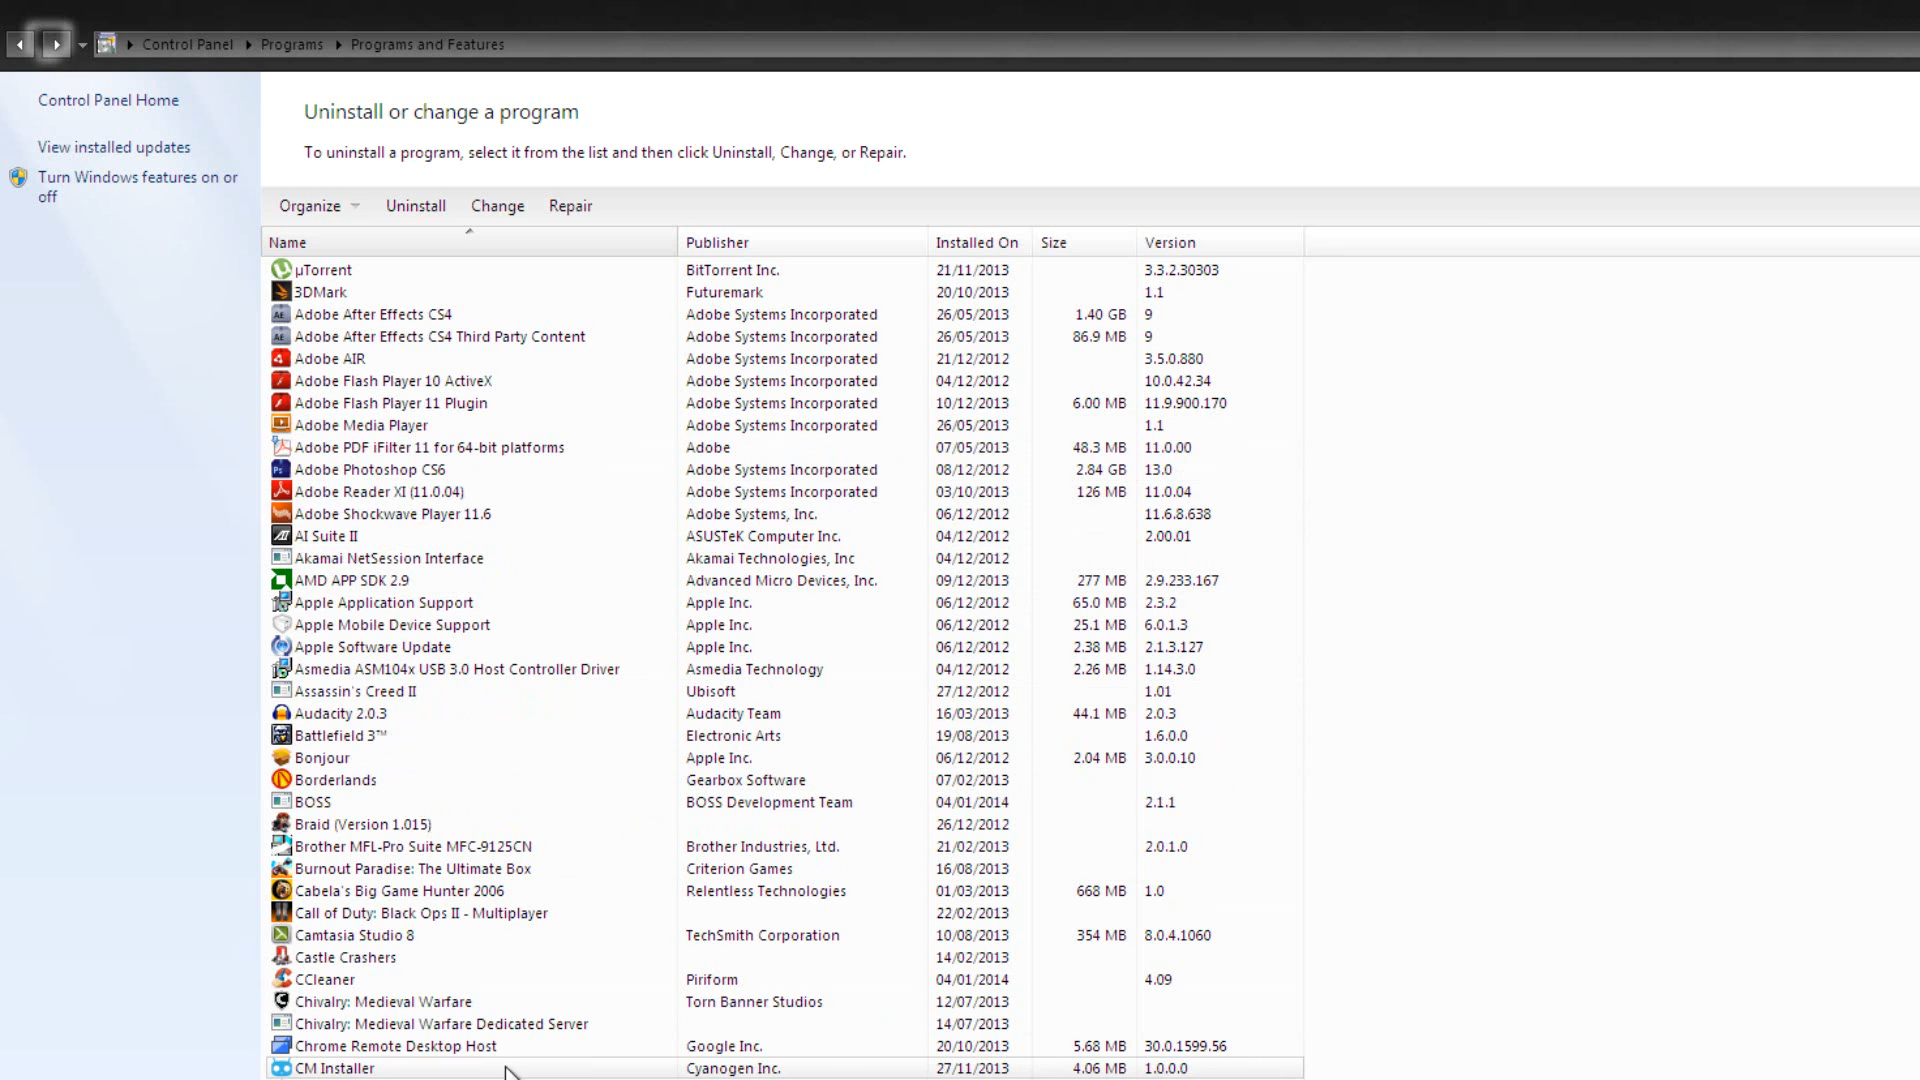 Control Panel Programs Programs and Features
Control Panel Home
View installed updates
Turn Windows features on or
off
Uninstall or change a program
To uninstall a program, select it from the list and then click Uninstall, Change, or Repair.
Organize Uninstall Change Repair
Name Publisher Installed On Size Version
µTorrent BitTorrent Inc. 21/11/2013 3.3.2.30303
3DMark Futuremark 20/10/2013 1.1
Adobe After Effects CS4 Adobe Systems Incorporated 26/05/2013 1.40 GB 9
Adobe After Effects CS4 Third Party Content Adobe Systems Incorporated 26/05/2013 86.9 MB 9
Adobe AIR Adobe Systems Incorporated 21/12/2012 3.5.0.880
Adobe Flash Player 10 ActiveX Adobe Systems Incorporated 04/12/2012 10.0.42.34
Adobe Flash Player 11 Plugin Adobe Systems Incorporated 10/12/2013 6.00 MB 11.9.900.170
Adobe Media Player Adobe Systems Incorporated 26/05/2013 1.1
Adobe PDF iFilter 11 for 64-bit platforms Adobe 07/05/2013 48.3 MB 11.0.00
Adobe Photoshop CS6 Adobe Systems Incorporated 08/12/2012 2.84 GB 13.0
Adobe Reader XI (11.0.04) Adobe Systems Incorporated 03/10/2013 126 MB 11.0.04
Adobe Shockwave Player 11.6 Adobe Systems, Inc. 06/12/2012 11.6.8.638
AI Suite II ASUSTeK Computer Inc. 04/12/2012 2.00.01
Akamai NetSession Interface Akamai Technologies, Inc 04/12/2012
AMD APP SDK 2.9 Advanced Micro Devices, Inc. 09/12/2013 277 MB 2.9.233.167
Apple Application Support Apple Inc. 06/12/2012 65.0 MB 2.3.2
Apple Mobile Device Support Apple Inc. 06/12/2012 25.1 MB 6.0.1.3
Apple Software Update Apple Inc. 06/12/2012 2.38 MB 2.1.3.127
Asmedia ASM104x USB 3.0 Host Controller Driver Asmedia Technology 04/12/2012 2.26 MB 1.14.3.0
Assassin's Creed II Ubisoft 27/12/2012 1.01
Audacity 2.0.3 Audacity Team 16/03/2013 44.1 MB 2.0.3
Battlefield 3™ Electronic Arts 19/08/2013 1.6.0.0
Bonjour Apple Inc. 06/12/2012 2.04 MB 3.0.0.10
Borderlands Gearbox Software 07/02/2013
BOSS BOSS Development Team 04/01/2014 2.1.1
Braid (Version 1.015) 26/12/2012
Brother MFL-Pro Suite MFC-9125CN Brother Industries, Ltd. 21/02/2013 2.0.1.0
Burnout Paradise: The Ultimate Box Criterion Games 16/08/2013
Cabela's Big Game Hunter 2006 Relentless Technologies 01/03/2013 668 MB 1.0
Call of Duty: Black Ops II - Multiplayer 22/02/2013
Camtasia Studio 8 TechSmith Corporation 10/08/2013 354 MB 8.0.4.1060
Castle Crashers 14/02/2013
CCleaner Piriform 04/01/2014 4.09
Chivalry: Medieval Warfare Torn Banner Studios 12/07/2013
Chivalry: Medieval Warfare Dedicated Server 14/07/2013
Chrome Remote Desktop Host Google Inc. 20/10/2013 5.68 MB 30.0.1599.56
CM Installer Cyanogen Inc. 27/11/2013 4.06 MB 1.0.0.0